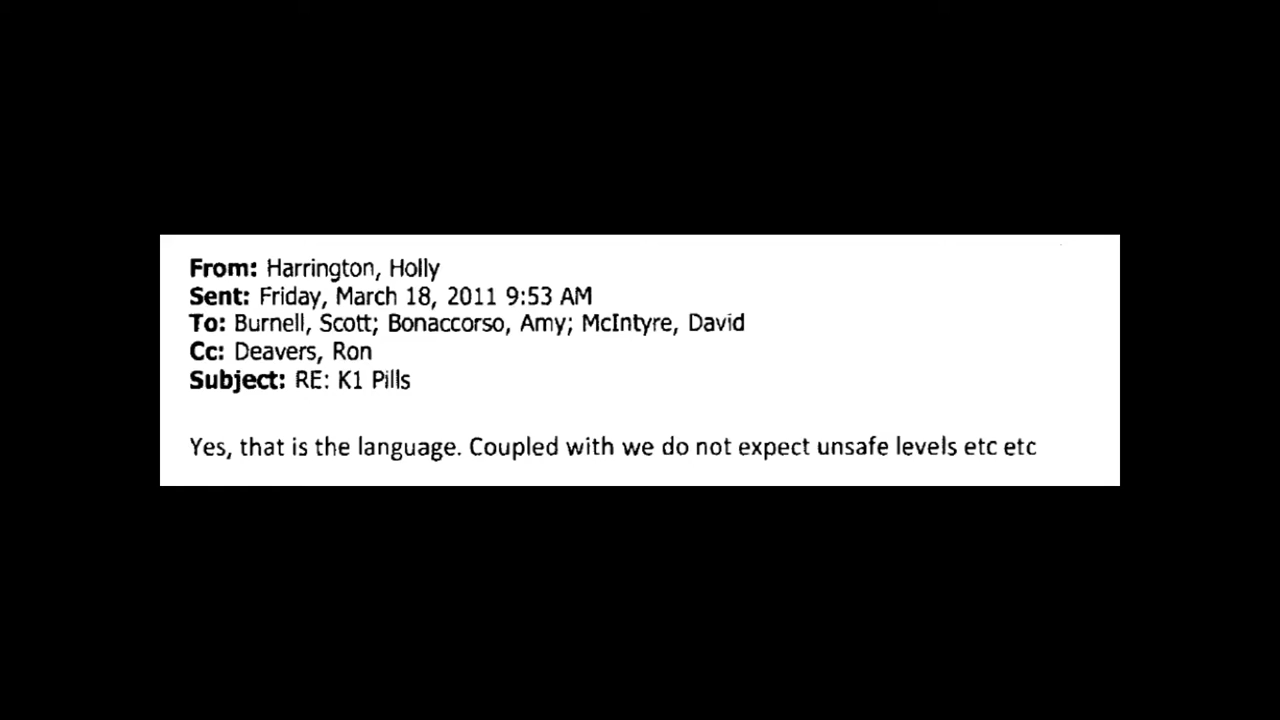 From: Harrington, Holly
Sent: Friday, March 18, 2011 9:53 AM
To: Burnell, Scott; Bonaccorso, Amy; McIntyre, David
Cc: Deavers, Ron
Subject: RE: K1 Pills
Yes, that is the language. Coupled with we do not expect unsafe levels etc etc